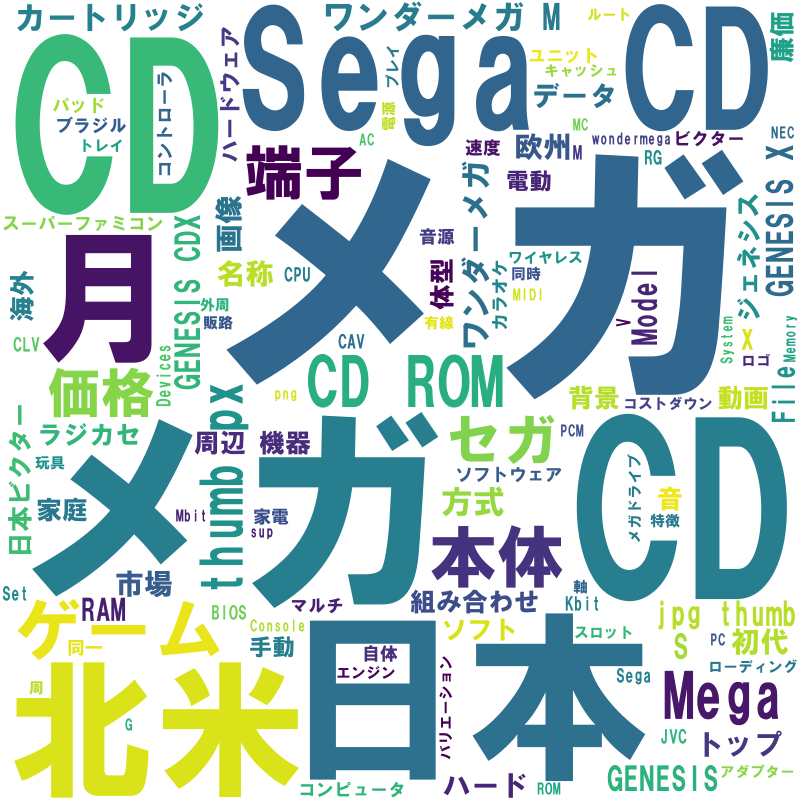 カートリッジ
ワンダーメガ M
ルート
廉価
CD
Sega CD
ハードウェア
プレイ
ユニット
キャッシュ
パッド
ブラジル
トレイ
コントローラ
電源
データ
AC
MC
wondermega
ビクター
NEC
端子
速度
欧州
M
RG
電動
メガ
スーパーファミコン
画像
音源
ワンダーメガ
ワイヤレス
同時
MIDI
カラオケ
ジェネシス
GENESIS X
月
GENESIS CDX
名称
CPU
体型
有線
海外
外周
販路
CLV
CAV
Model
V
System
X
ロゴ
Memory
Devices
価格
png
CD ROM
背景
コストダウン
動画
File
thumb px
ラジカセ
周辺 機器
セガ
PCM
メガ
CD
日本ビクター
玩具
家庭
Mbit
家電
sup
ソフトウェア
方式
メガドライブ
音
特徴
本体
市場
Set
RAM
BIOS
マルチ
組み合わせ
軸
Kbit
jpg thumb
ゲーム
同一
Console
手動
ソフト
スロット
S
PC
初代
ローディング
北米
日本
自体
エンジン
バリエーション
Sega
Mega
周
G
JVC
トップ
コンピュータ
ハード
ROM
GENESIS
アダプター